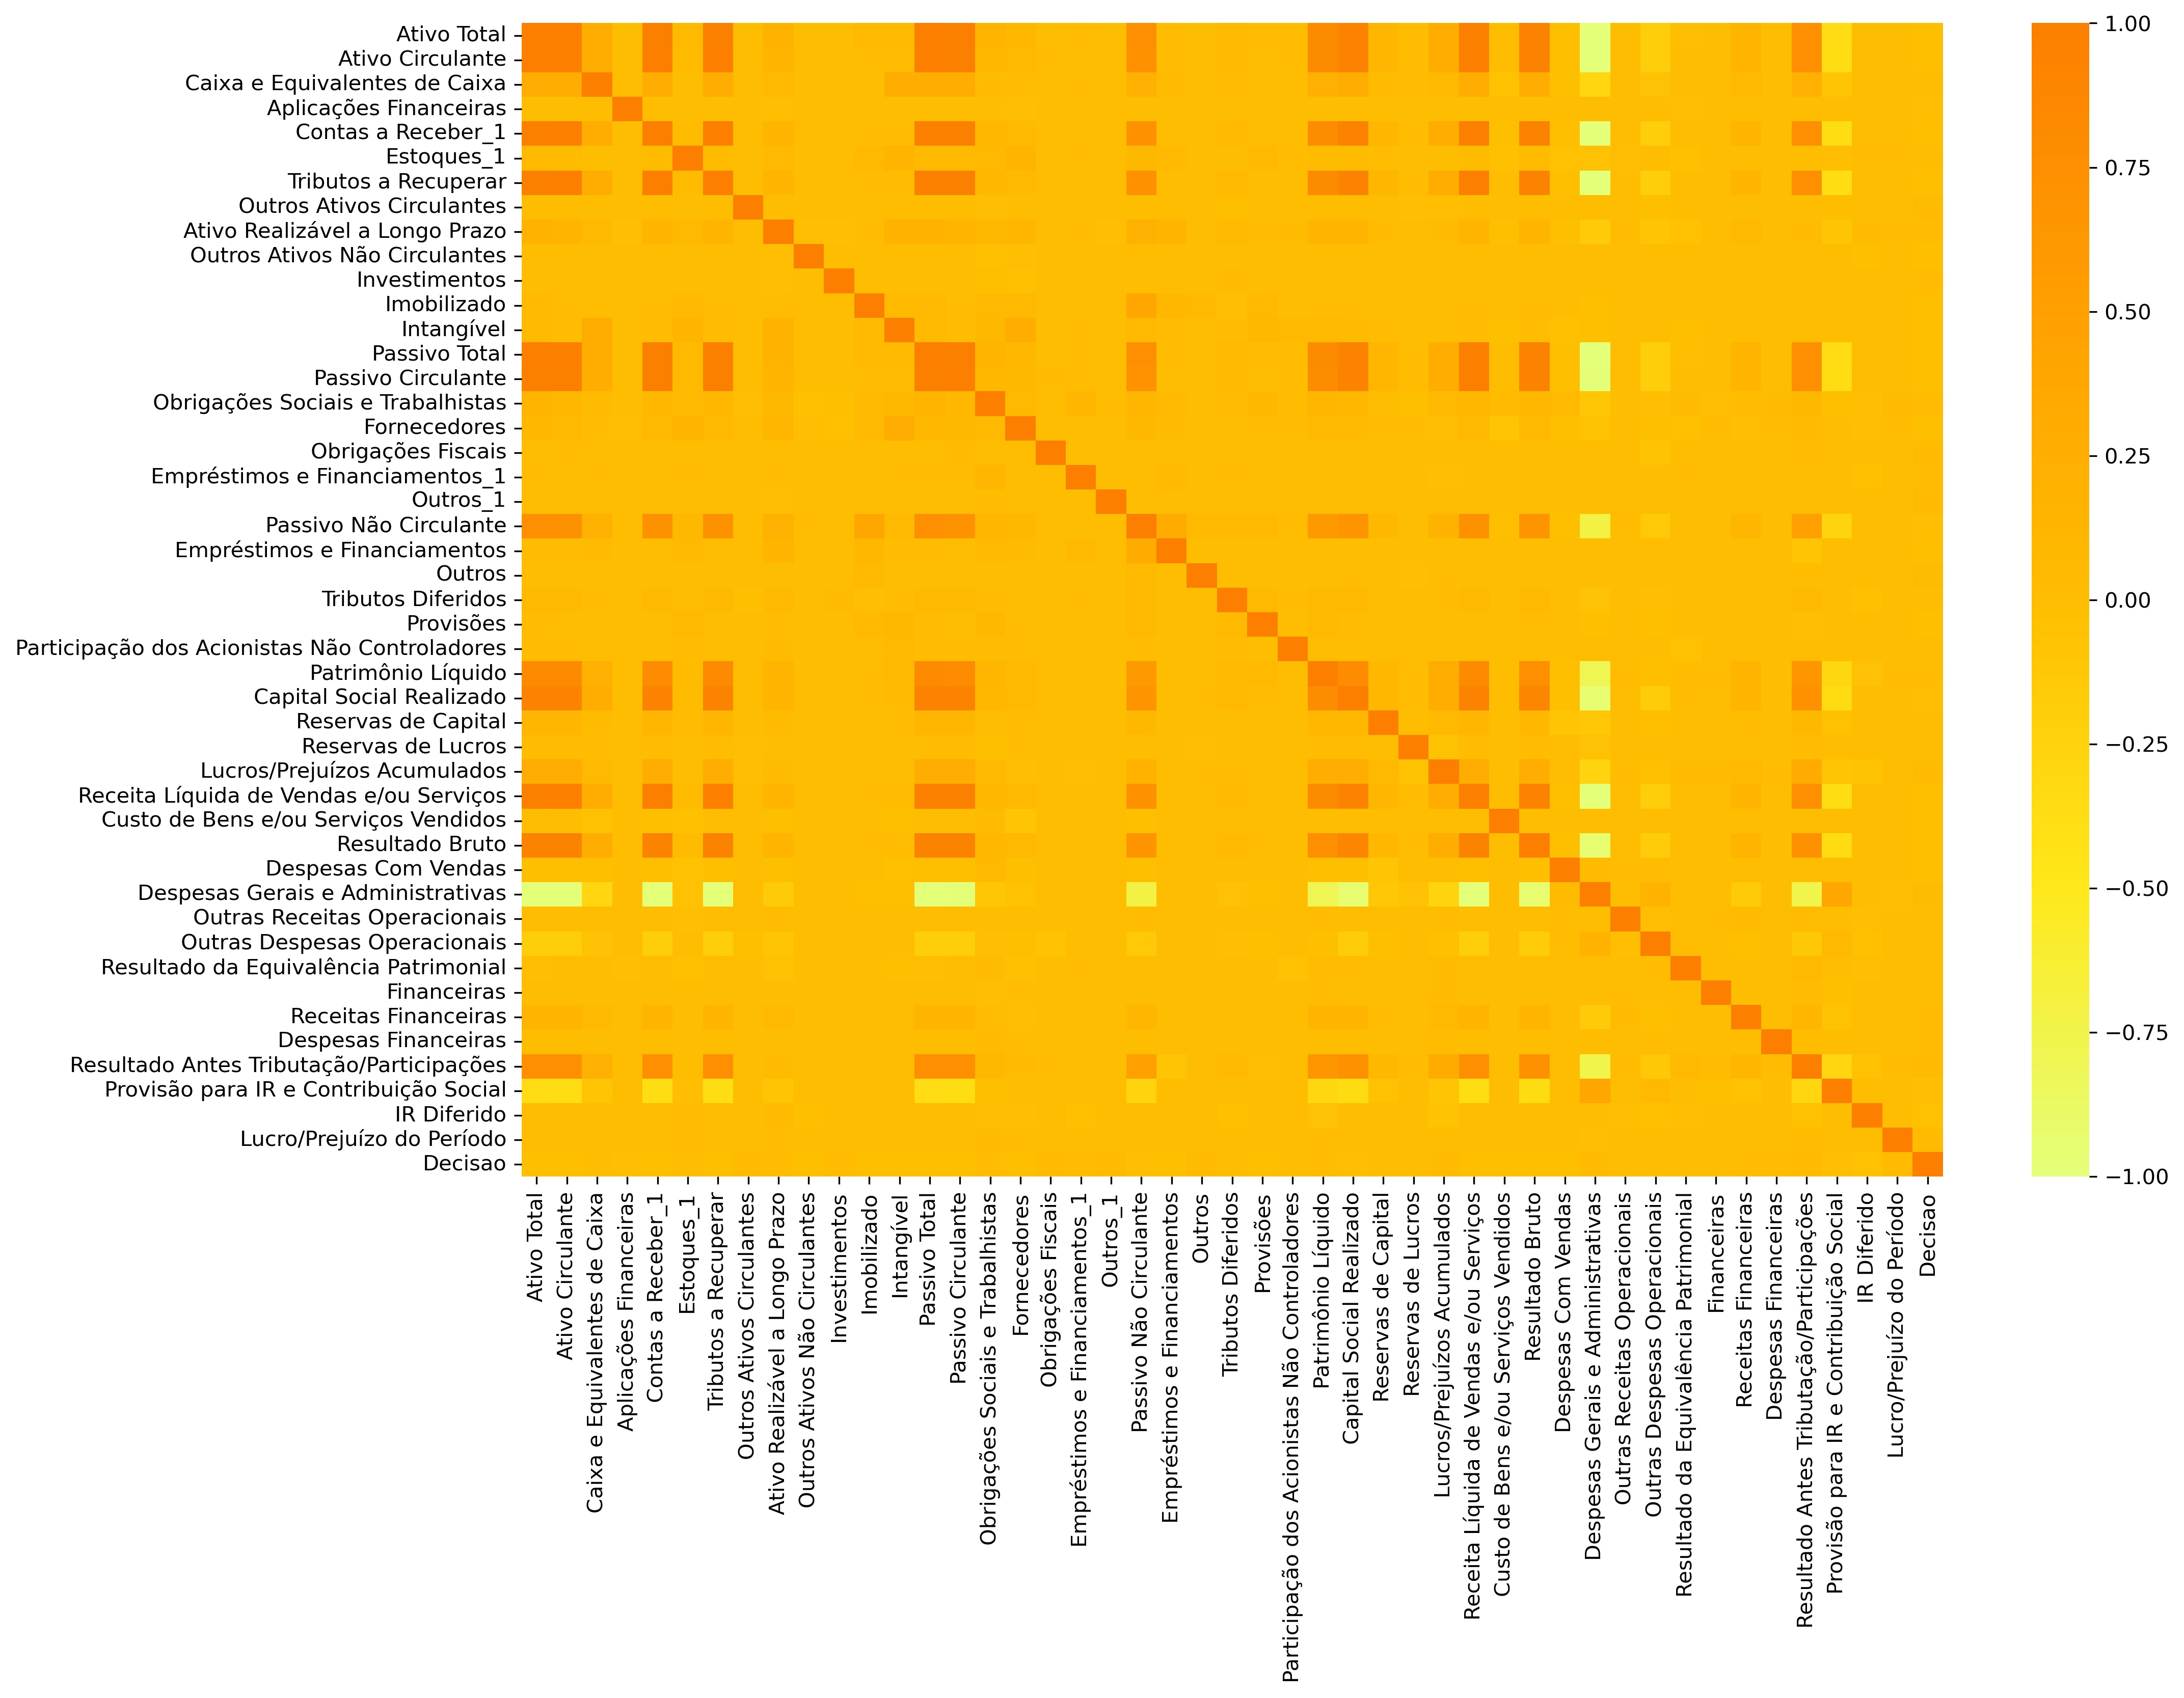 Ativo Total
Ativo Circulante
Caixa e Equivalentes de Caixa
Aplicações Financeiras
Contas a Receber_1
Estoques_1
Tributos a Recuperar
Outros Ativos Circulantes
Ativo Realizável a Longo Prazo
Outros Ativos Não Circulantes
Investimentos
Imobilizado
Intangível
Passivo Total
Passivo Circulante
Obrigações Sociais e Trabalhistas
Fornecedores
Obrigações Fiscais
Empréstimos e Financiamentos_1
Outros_1
Passivo Não Circulante
Empréstimos e Financiamentos
Outros
Tributos Diferidos
Provisões
Participação dos Acionistas Não Controladores
Patrimônio Líquido
Capital Social Realizado
Reservas de Capital
Reservas de Lucros
Lucros/Prejuízos Acumulados
Receita Líquida de Vendas e/ou Serviços
Custo de Bens e/ou Serviços Vendidos
Resultado Bruto
Despesas Com Vendas
Despesas Gerais e Administrativas
Outras Receitas Operacionais
Outras Despesas Operacionais
Resultado da Equivalência Patrimonial
Financeiras
Receitas Financeiras
Despesas Financeiras
Resultado Antes Tributação/Participações
Provisão para IR e Contribuição Social
IR Diferido
Lucro/Prejuízo do Período
Decisao
Ativo Total
Ativo Circulante
Caixa e Equivalentes de Caixa
Aplicações Financeiras
Contas a Receber_1
Estoques_1
Tributos a Recuperar
Outros Ativos Circulantes
Ativo Realizável a Longo Prazo
Outros Ativos Não Circulantes
Investimentos
Imobilizado
Intangível
Passivo Total
Passivo Circulante
Obrigações Sociais e Trabalhistas
Fornecedores
Obrigações Fiscais
Empréstimos e Financiamentos_1
Outros_1
Passivo Não Circulante
Empréstimos e Financiamentos
Outros
Tributos Diferidos
Provisões
Participação dos Acionistas Não Controladores
Patrimônio Líquido
Capital Social Realizado
Reservas de Capital
Reservas de Lucros
Lucros/Prejuízos Acumulados
Receita Líquida de Vendas e/ou Serviços
Custo de Bens e/ou Serviços Vendidos
Resultado Bruto
Despesas Com Vendas
Despesas Gerais e Administrativas
Outras Receitas Operacionais
Outras Despesas Operacionais
Resultado da Equivalência Patrimonial
Financeiras
Receitas Financeiras
Despesas Financeiras
Resultado Antes Tributação/Participações
Provisão para IR e Contribuição Social
IR Diferido
Lucro/Prejuízo do Período
Decisao
1.00
0.75
0.50
0.25
0.00
−0.25
−0.50
−0.75
−1.00